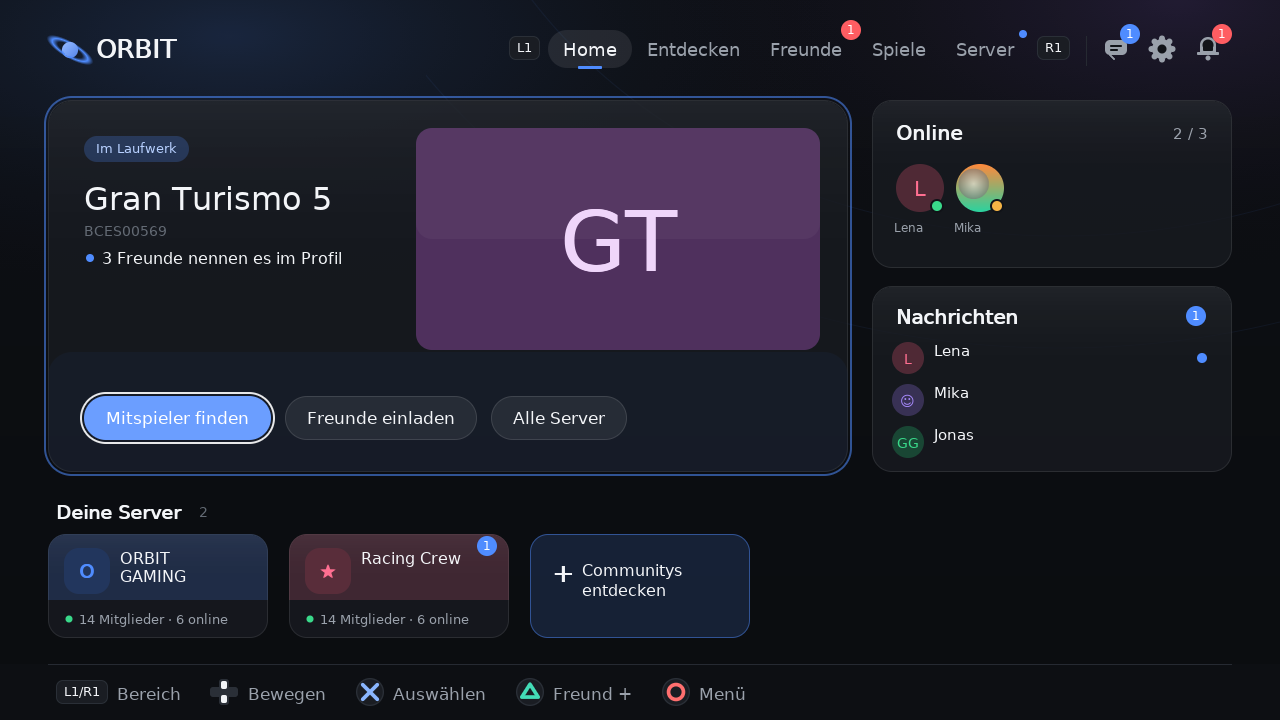 ORBIT
L1
Home
Entdecken
Freunde
1
Spiele
Server
R1
1
1
Im Laufwerk
Gran Turismo 5
BCES00569
3 Freunde nennen es im Profil
GT
Mitspieler finden
Freunde einladen
Alle Server
Online
2 / 3
L
Lena
Mika
Nachrichten
1
L
Lena
Mika
GG
Jonas
Deine Server
2
O
ORBIT
GAMING
14 Mitglieder · 6 online
Racing Crew
1
14 Mitglieder · 6 online
+
Communitys
entdecken
L1/R1
Bereich
Bewegen
Auswählen
Freund +
Menü